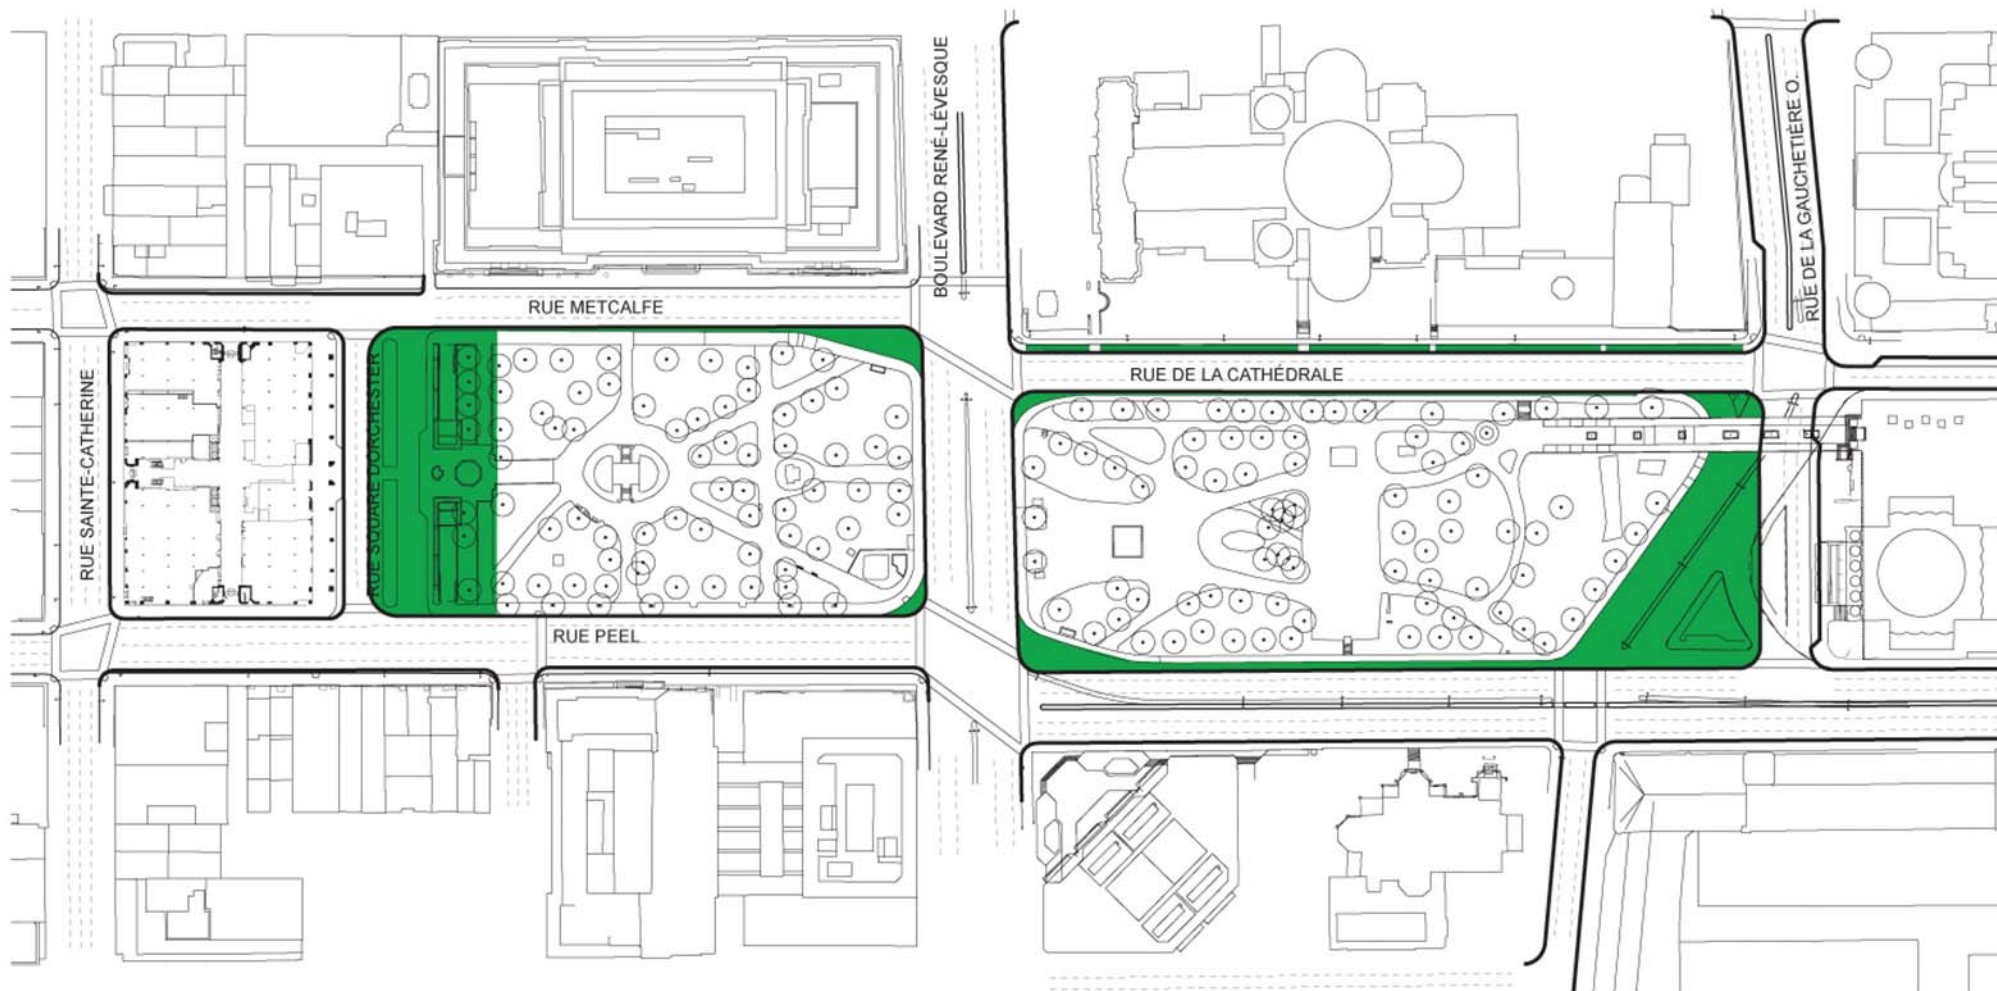 BOULEVARD RENÉ-LÉVESQUE
RUE DE LA GAUCHETIÈRE O.
RUE METCALFE
RUE SAINTE-CATHERINE
RUE SQUARE DORCHESTER
RUE DE LA CATHÉDRALE
RUE PEEL